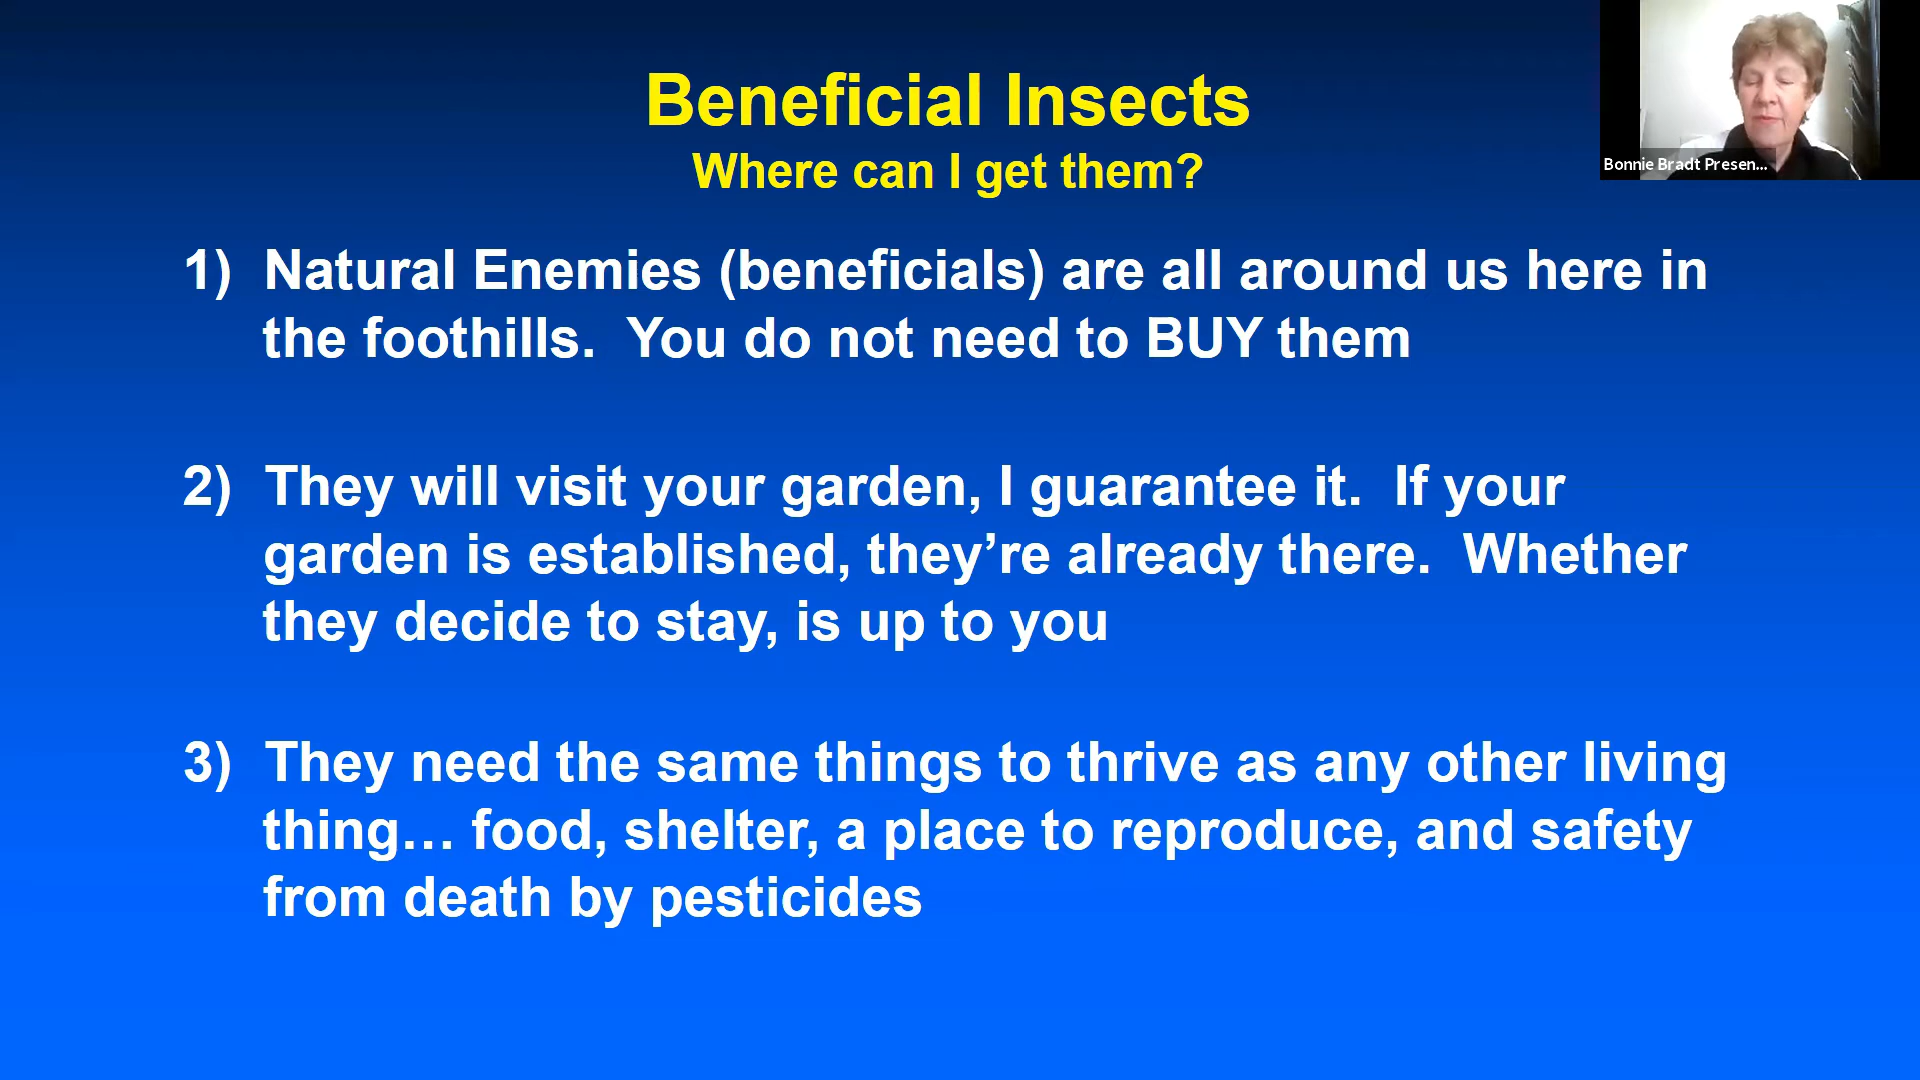 Beneficial Insects
Where can I get them?
Bonnie Bradt Presen...
1) Natural Enemies (beneficials) are all around us here in
the foothills. You do not need to BUY them
2) They will visit your garden, I guarantee it. If your
garden is established, they’re already there. Whether
they decide to stay, is up to you
3) They need the same things to thrive as any other living
thing… food, shelter, a place to reproduce, and safety
from death by pesticides